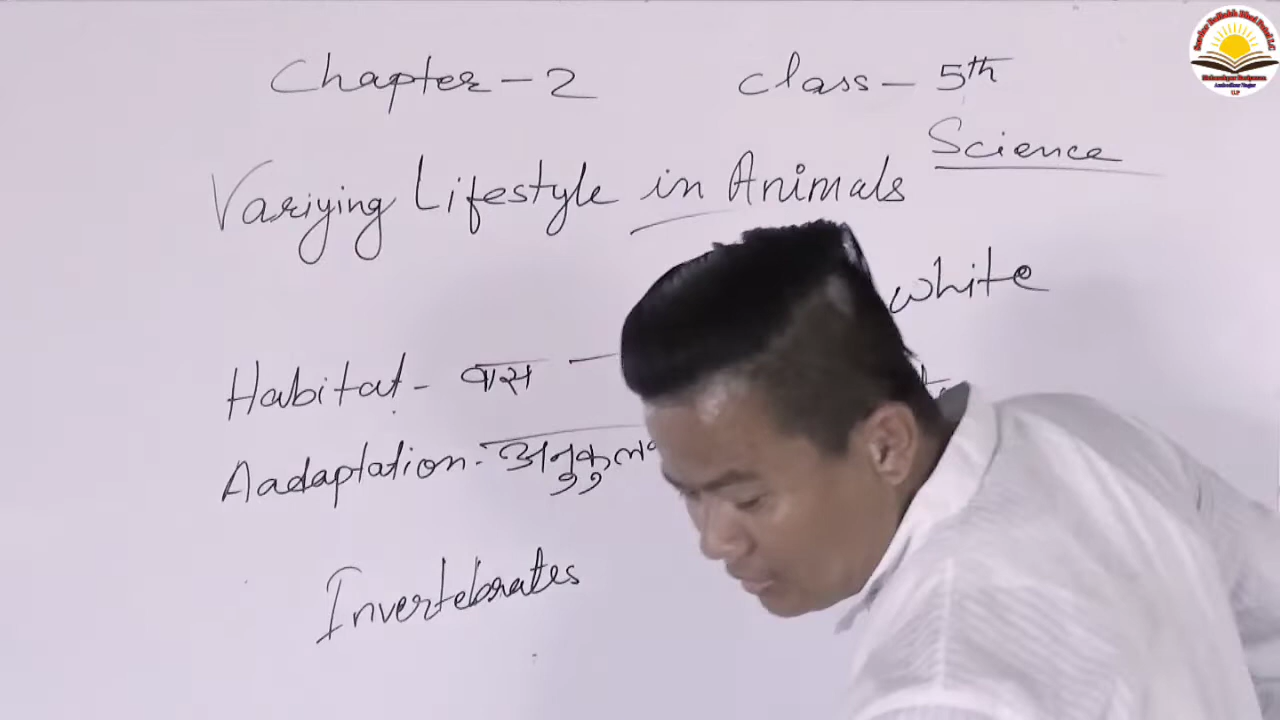 Chapter - 2
Class - 5th
Science
Variying Lifestyle in Animals
white
Habitat - वास -
Aadaptation - अनुकुल
Invertebrates
U.P